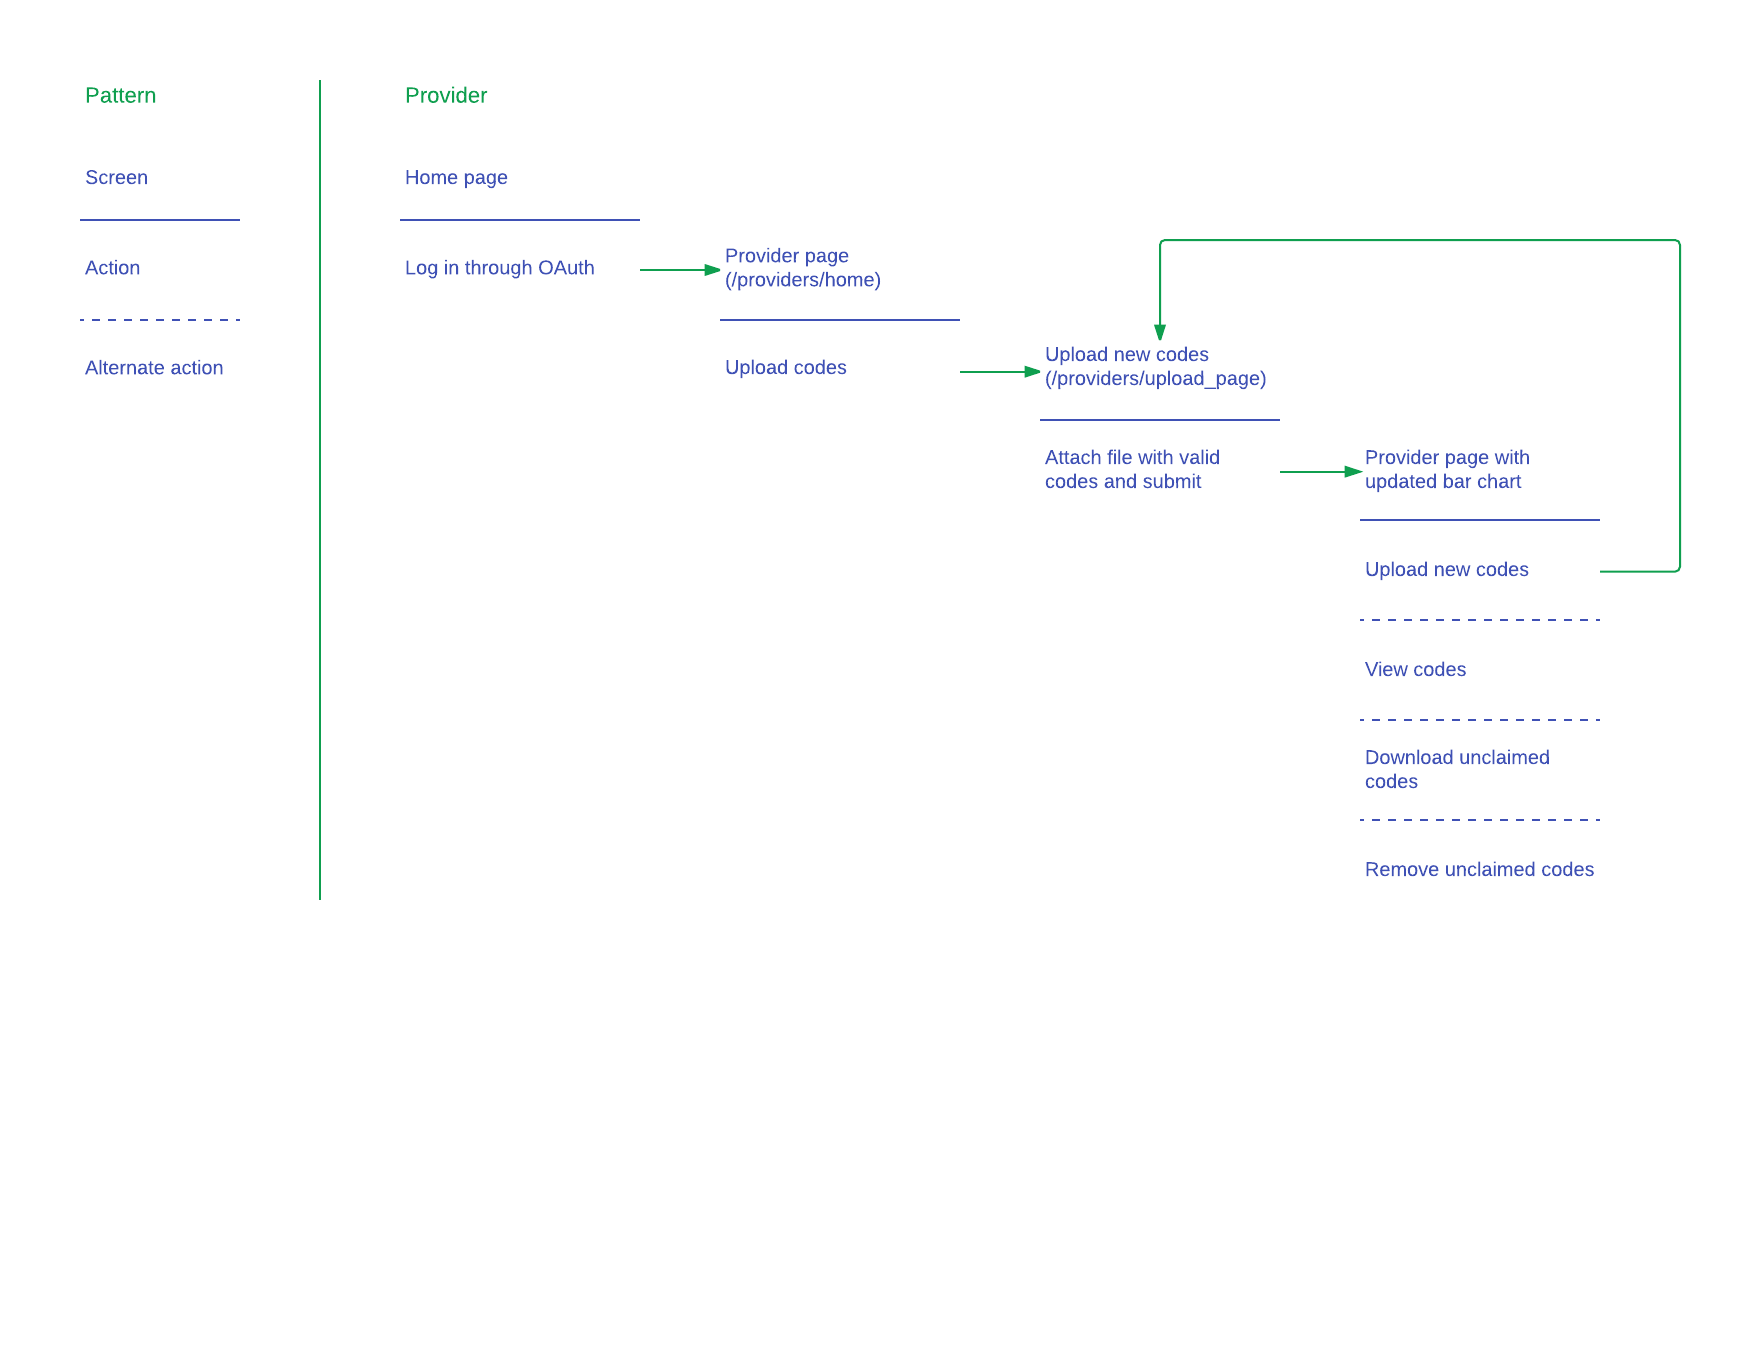 Pattern
Screen
Action
Alternate action
Provider
Home page
Log in through OAuth
Provider page
(/providers/home)
Upload codes
Upload new codes
(/providers/upload_page)
Attach file with valid
codes and submit
Provider page with
updated bar chart
Upload new codes
View codes
Download unclaimed
codes
Remove unclaimed codes